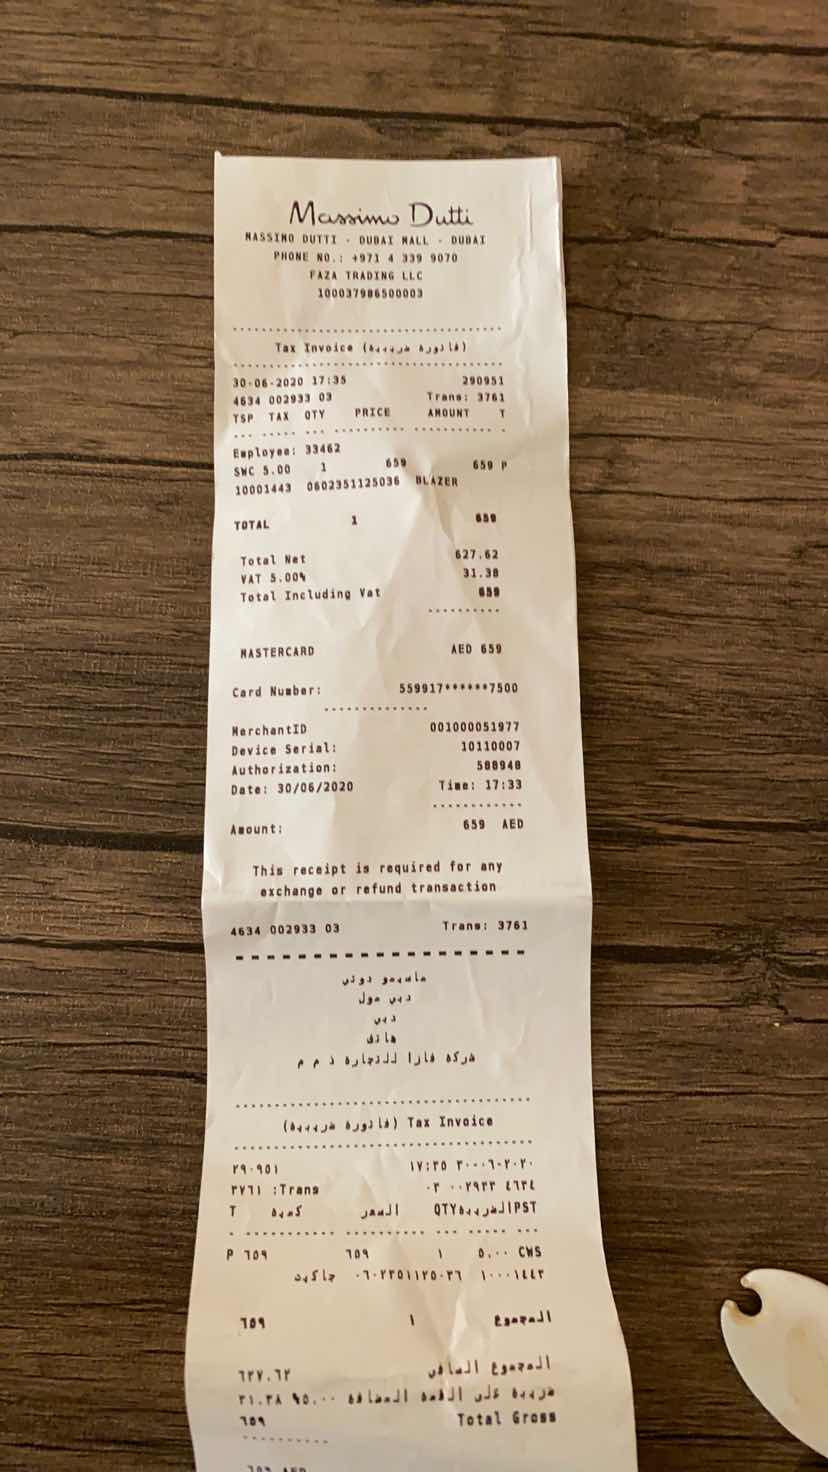 Massimo Dutti
MASSIMO DUTTI - DUBAI MALL - DUBAI
PHONE NO.: +971 4 339 9070
FAZA TRADING LLC
100037986500003
Tax Invoice (فاتورة ضريبية)
30-06-2020 17:35 290951
4634 002933 03 Trans: 3761
TSP TAX QTY PRICE AMOUNT T
Employee: 33462
SWC 5.00 1 659 659 P
10001443 0602351125036 BLAZER
TOTAL 1 659
Total Net 627.62
VAT 5.00% 31.38
Total Including Vat 659
MASTERCARD AED 659
Card Number: 559917******7500
MerchantID 001000051977
Device Serial: 10110007
Authorization: 588948
Date: 30/06/2020 Time: 17:33
Amount: 659 AED
This receipt is required for any
exchange or refund transaction
4634 002933 03 Trans: 3761
ماسيمو دوتي
دبي مول
دبي
هاتف
شركة فازا للتجارة ذ م م
(فاتورة ضريبية) Tax Invoice
٢٩٠٩٥١ ١٧:٣٥ ٣٠-٠٦-٢٠٢٠
٣٧٦١ :Trans ٠٣ ٠٠٢٩٣٣ ٤٦٣٤
T كمية السعر QTYالضريبةPST
P ٦٥٩ ٦٥٩ ١ ٥.٠٠ CWS
١٠٠٠١٤٤٣ ٠٦٠٢٣٥١١٢٥٠٣٦ جاكيت
المجموع ١ ٦٥٩
المجموع الصافي ٦٢٧.٦٢
ضريبة على القمة المضافة ٥.٠٠% ٣١.٣٨
٦٥٩ Total Gross